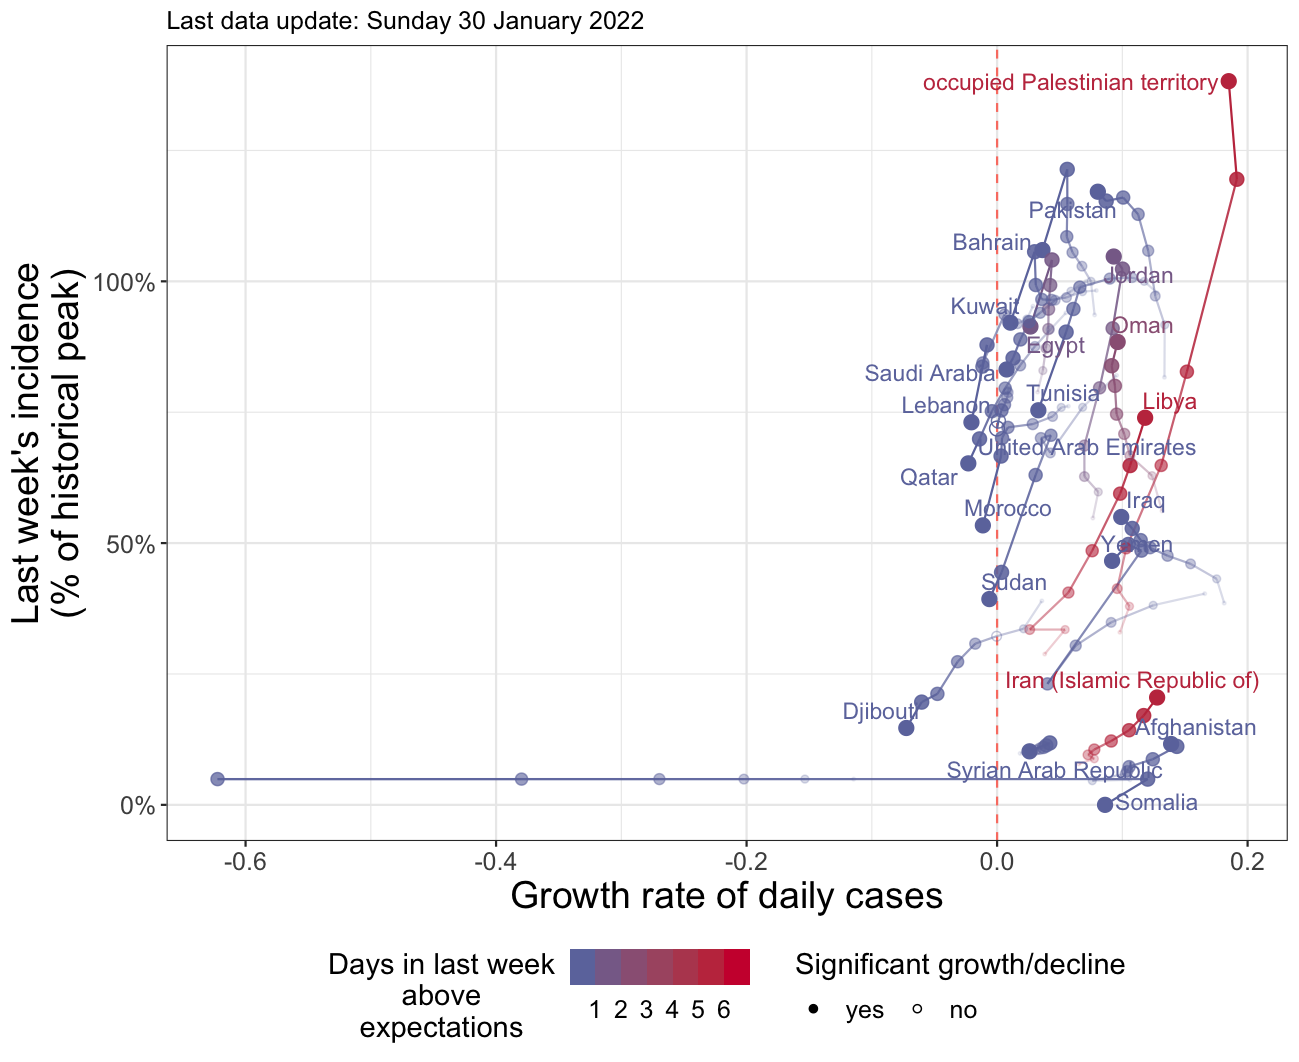 Last data update: Sunday 30 January 2022
occupied Palestinian territory
Pakistan
Bahrain
Jordan
Kuwait
Oman
Egypt
Saudi Arabia
Tunisia
Lebanon
Libya
United Arab Emirates
Qatar
Iraq
Morocco
Yemen
Sudan
Iran (Islamic Republic of)
Djibouti
Afghanistan
Syrian Arab Republic
Somalia
100%
50%
0%
Last week's incidence
(% of historical peak)
-0.6 -0.4 -0.2 0.0 0.2
Growth rate of daily cases
Days in last week
above
expectations
1 2 3 4 5 6
Significant growth/decline
yes no